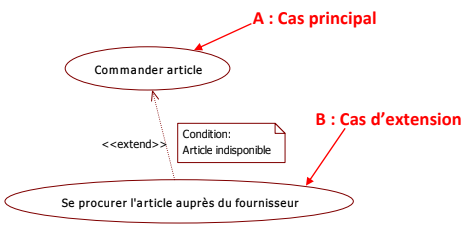 A : Cas principal
Commander article
B : Cas d’extension
Condition:
<<extend>>
Article indisponible
Se procurer l'article auprès du fournisseur